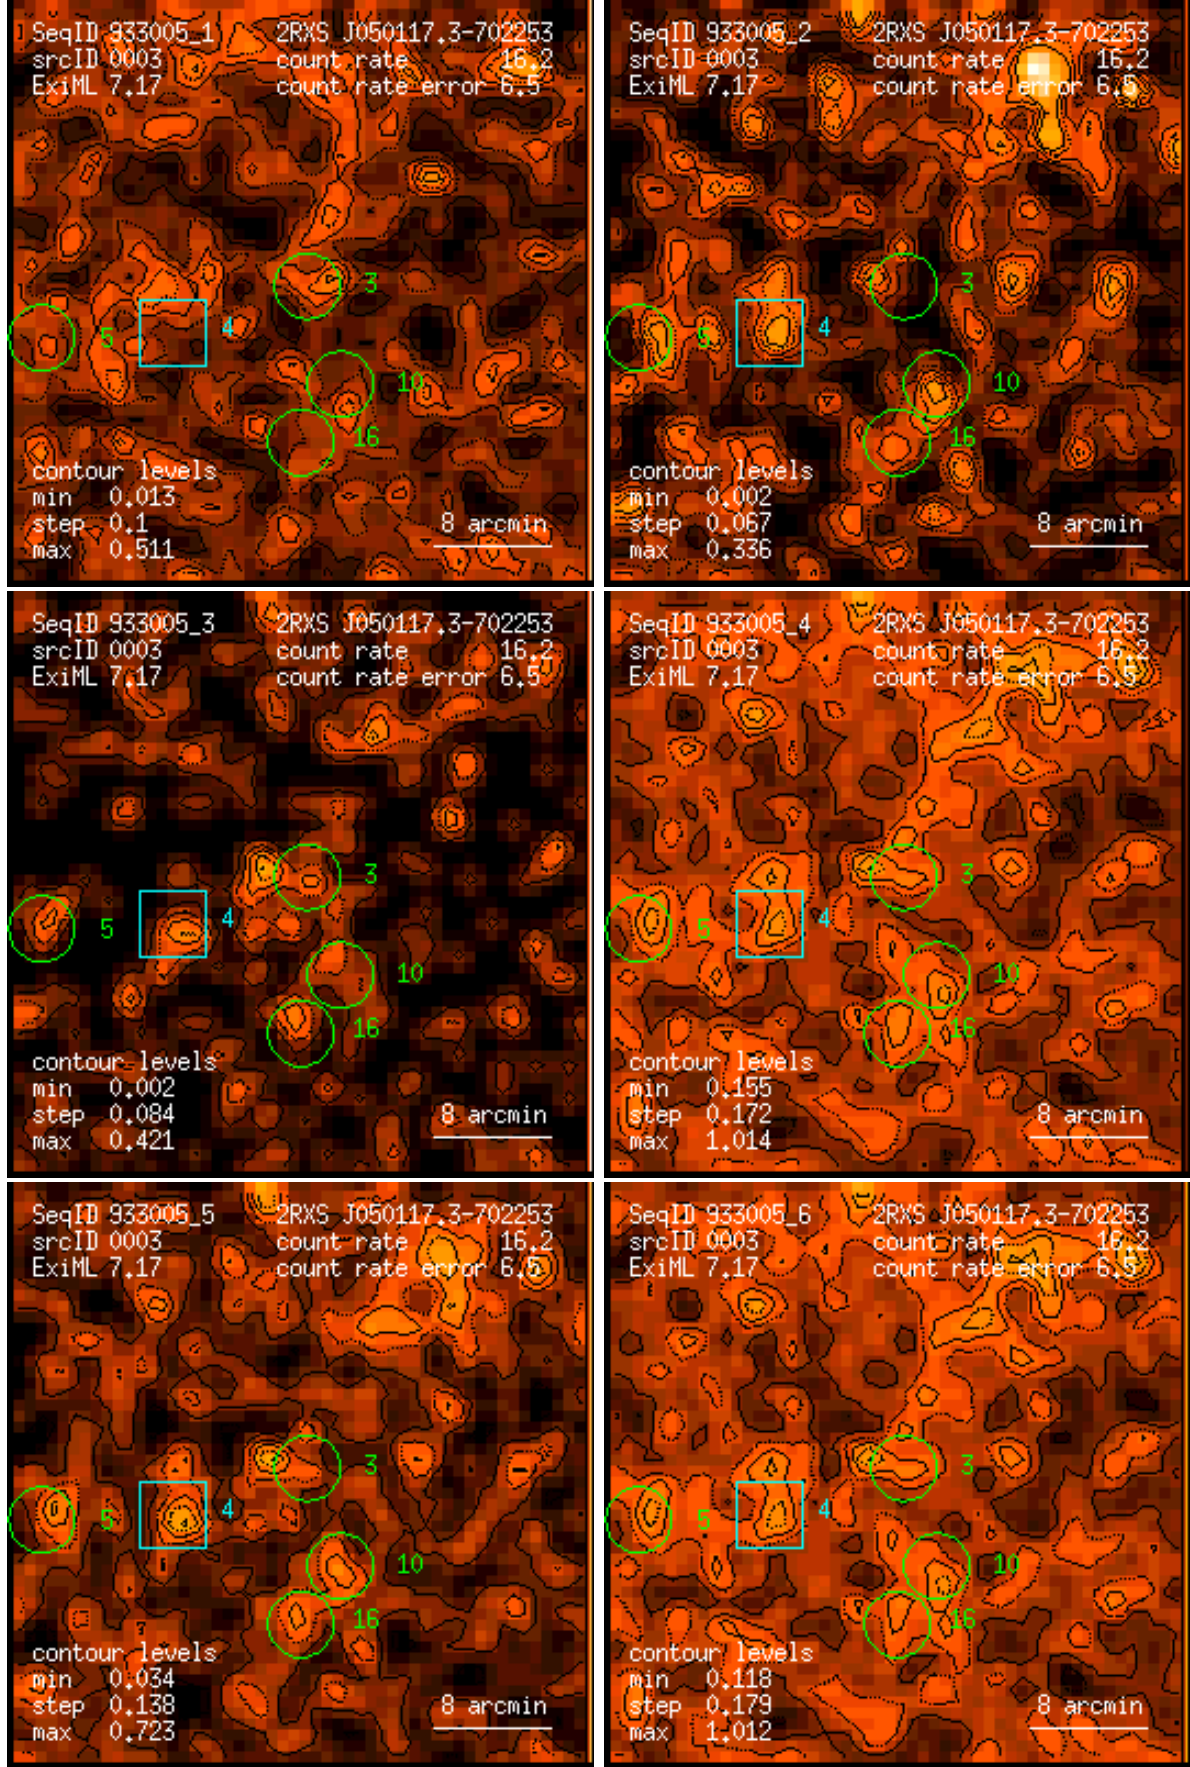 SeqID 933005_1 2RXS J050117.3-702253
srcID 0003 count rate 16.2
ExiML 7.17 count rate error 6.5
3
5
4
10
16
contour levels
min 0.013
step 0.1 8 arcmin
max 0.511
SeqID 933005_2 2RXS J050117.3-702253
srcID 0003 count rate 16.2
ExiML 7.17 count rate error 6.5
3
5
4
10
16
contour levels
min 0.002
step 0.067 8 arcmin
max 0.336
SeqID 933005_3 2RXS J050117.3-702253
srcID 0003 count rate 16.2
ExiML 7.17 count rate error 6.5
3
5
4
10
16
contour levels
min 0.002
step 0.084 8 arcmin
max 0.421
SeqID 933005_4 2RXS J050117.3-702253
srcID 0003 count rate 16.2
ExiML 7.17 count rate error 6.5
3
5
4
10
16
contour levels
min 0.155
step 0.172 8 arcmin
max 1.014
SeqID 933005_5 2RXS J050117.3-702253
srcID 0003 count rate 16.2
ExiML 7.17 count rate error 6.5
3
5
4
10
16
contour levels
min 0.034
step 0.138 8 arcmin
max 0.723
SeqID 933005_6 2RXS J050117.3-702253
srcID 0003 count rate 16.2
ExiML 7.17 count rate error 6.5
3
5
4
10
16
contour levels
min 0.118
step 0.179 8 arcmin
max 1.012